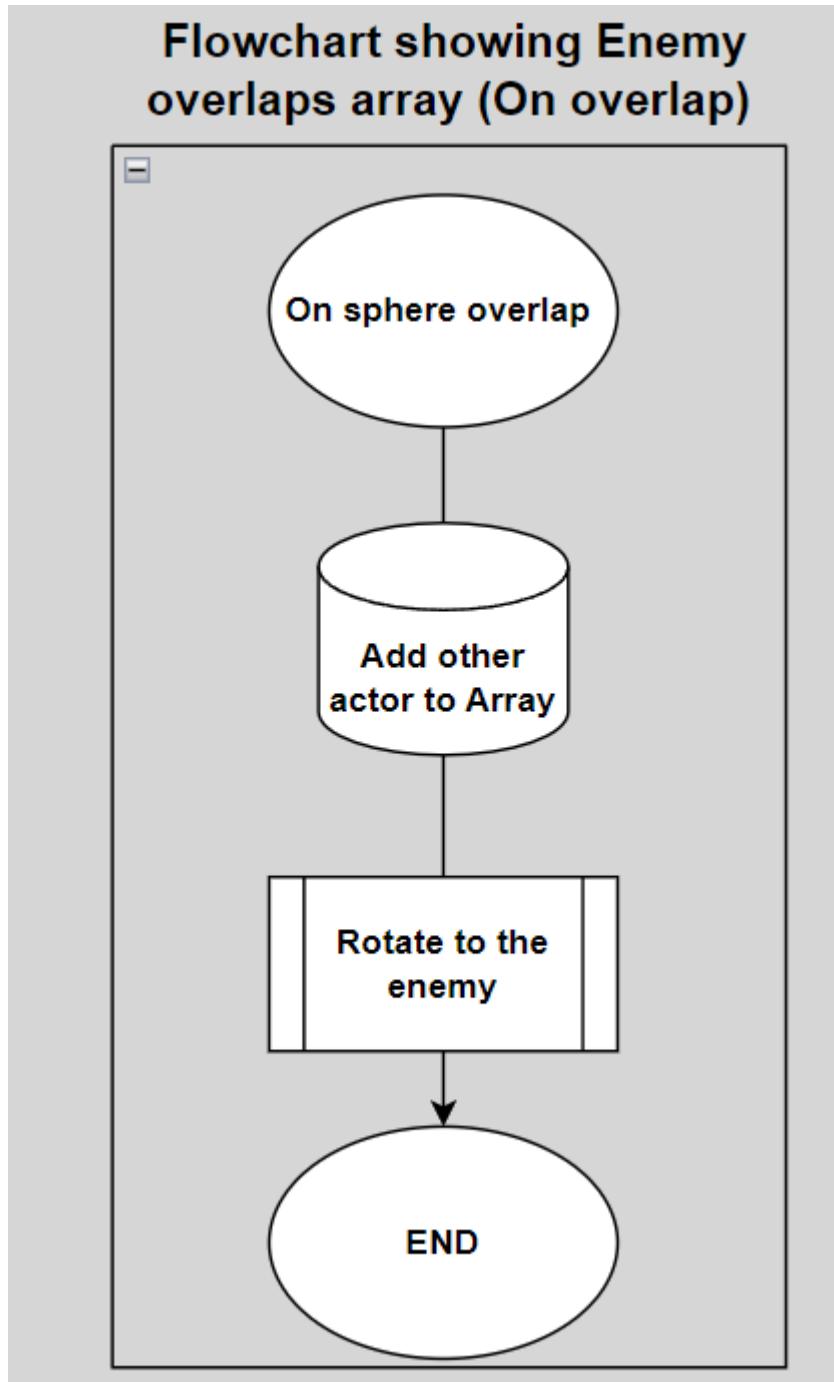 Flowchart showing Enemy
overlaps array (On overlap)
On sphere overlap
Add other
actor to Array
Rotate to the
enemy
END